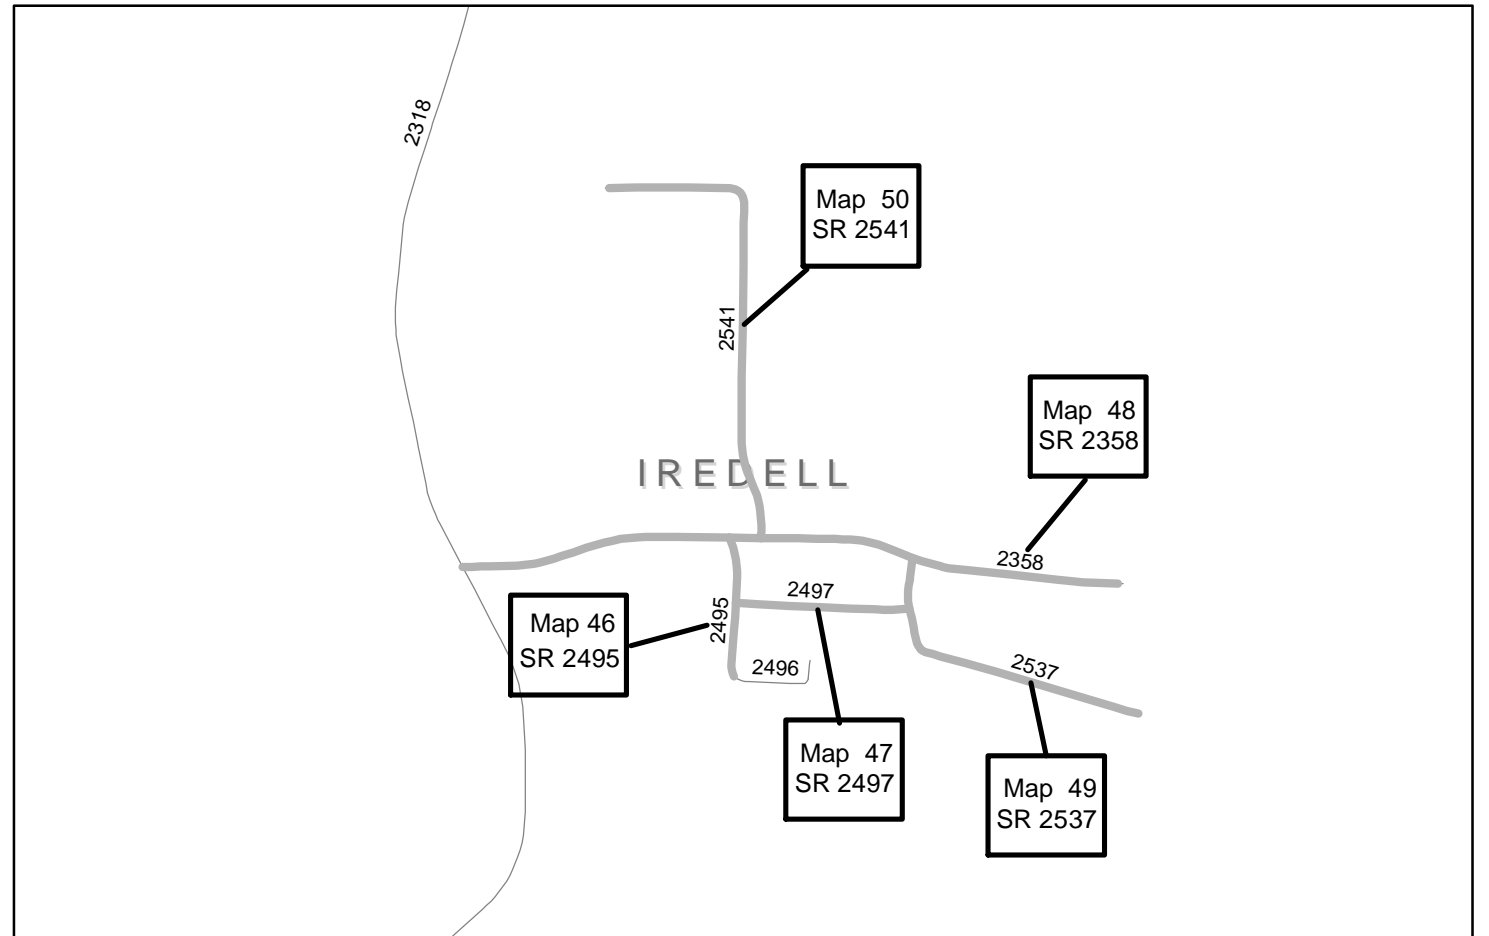 2318
Map 50
SR 2541
2541
Map 48
SR 2358
IREDELL
2358
2497
2495
Map 46
SR 2495
2496
2537
Map 47
SR 2497
Map 49
SR 2537